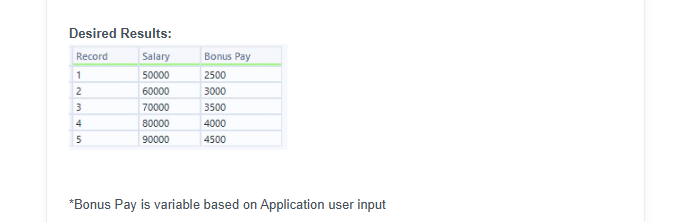 Desired Results:
Record Salary Bonus Pay
1 50000 2500
2 60000 3000
3 70000 3500
4 80000 4000
5 90000 4500
*Bonus Pay is variable based on Application user input